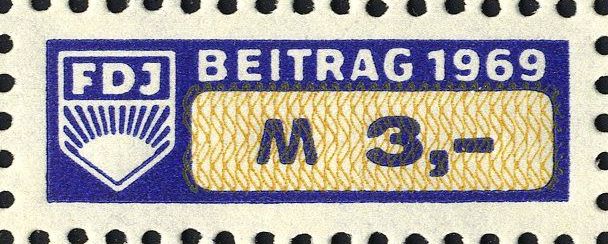 FDJ
BEITRAG 1969
M 3,-